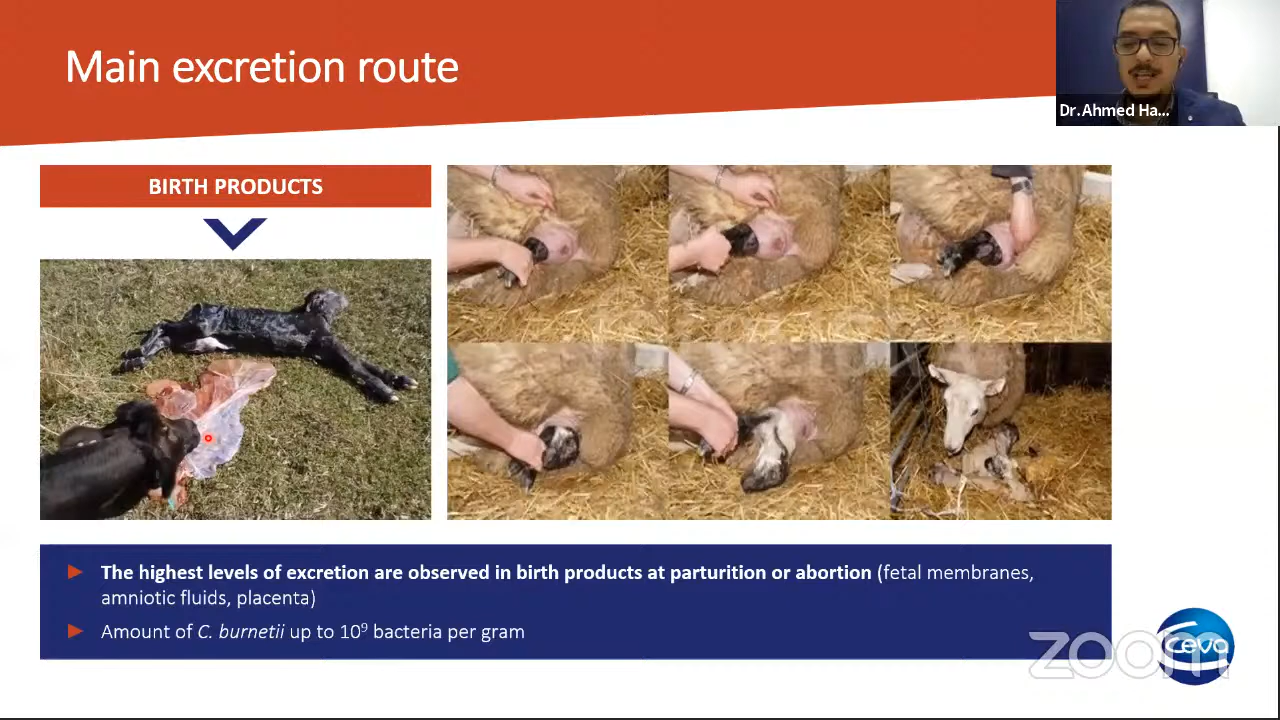 Main excretion route
Dr.Ahmed Ha...
BIRTH PRODUCTS
► The highest levels of excretion are observed in birth products at parturition or abortion (fetal membranes,
amniotic fluids, placenta)
► Amount of C. burnetii up to 10⁹ bacteria per gram
zoom
Ceva